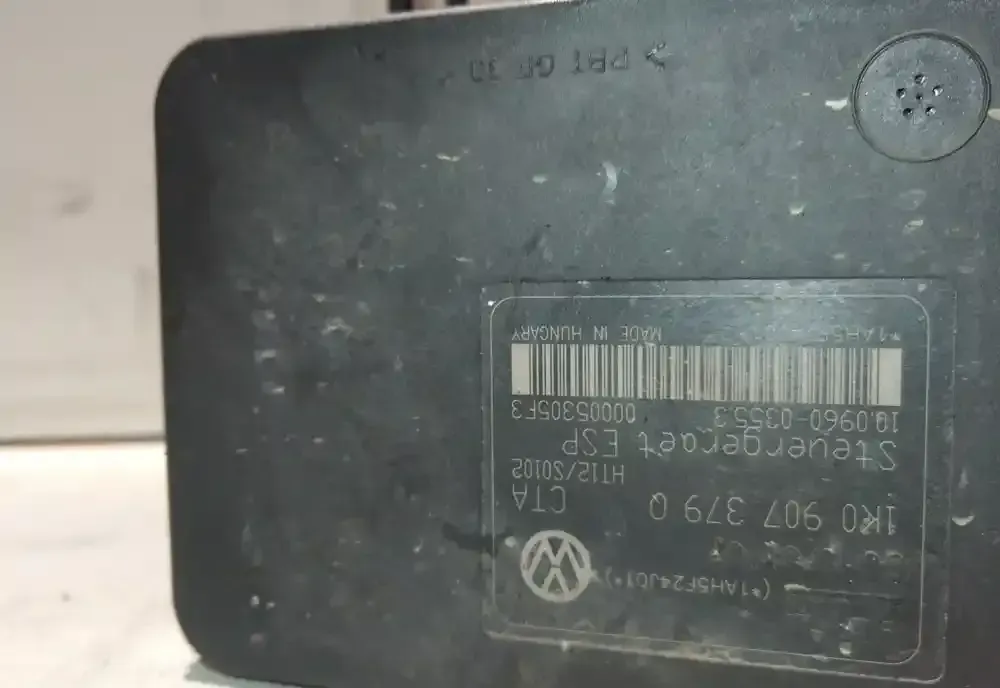 > PBT GF 30 <
(*1AH5F24J01*)
1K0 907 379 Q CTA
HT12/S0102
Steuergeraet ESP
10.0960-0355.3 00005305F3
MADE IN HUNGARY